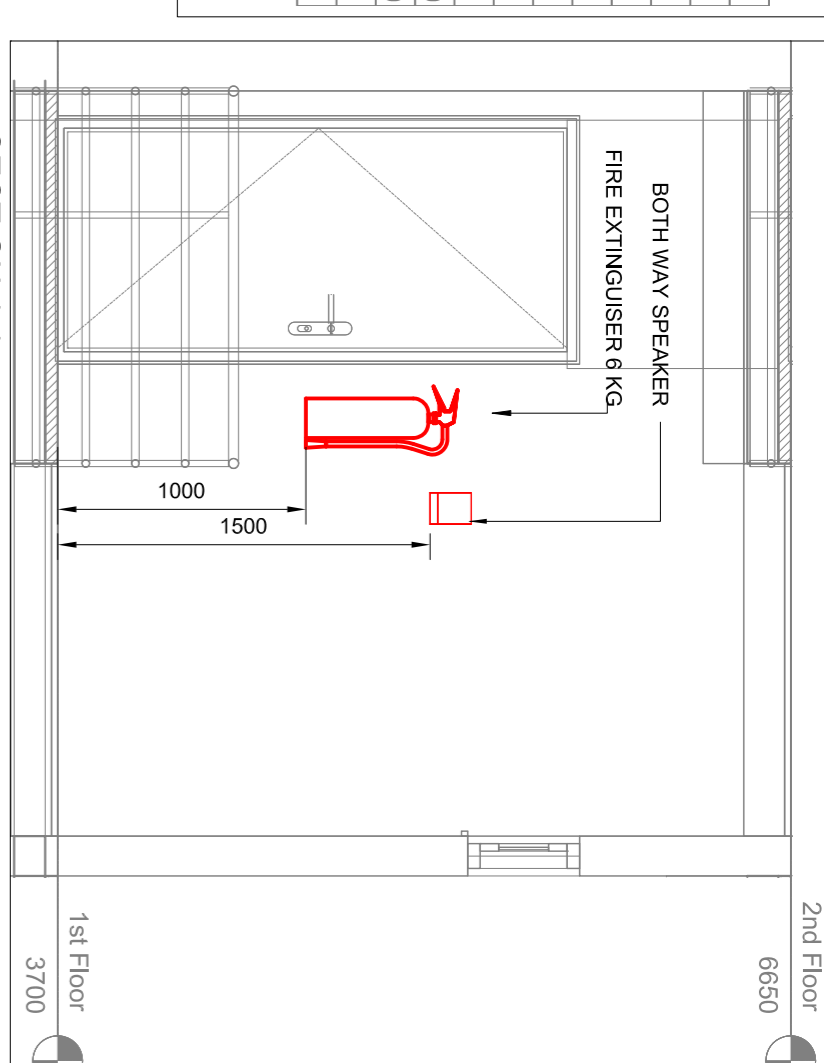 BOTH WAY SPEAKER
FIRE EXTINGUISER 6 KG
1000
1500
2nd Floor
6650
1st Floor
3700